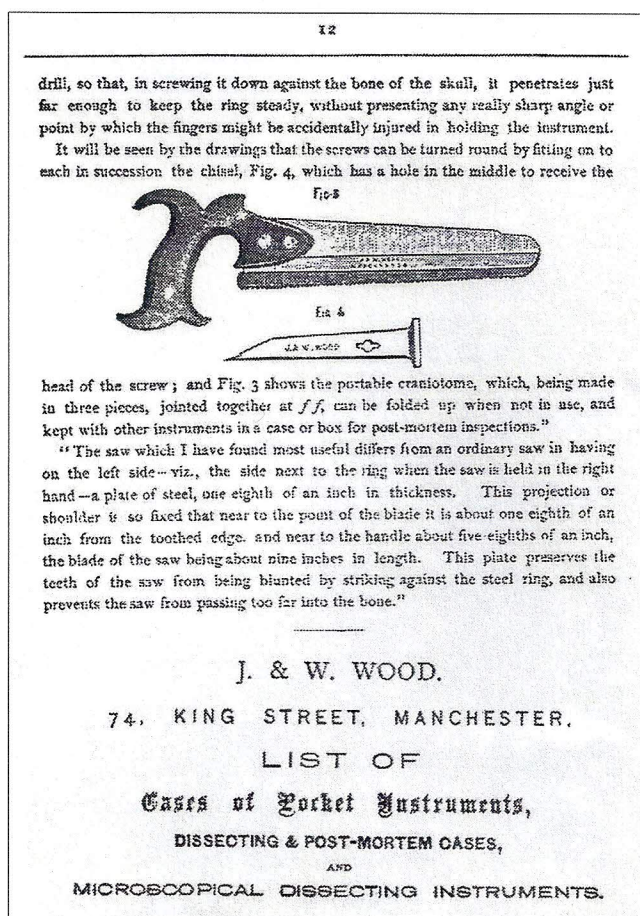 12
drill, so that, in screwing it down against the bone of the skull, it penetrates just
far enough to keep the ring steady, without presenting any really sharp angle or
point by which the fingers might be accidentally injured in holding the instrument.
It will be seen by the drawings that the screws can be turned round by fitting on to
each in succession the chisel, Fig. 4, which has a hole in the middle to receive the
Fig 5
Fig 4
J.& W. WOOD
head of the screw; and Fig. 3 shows the portable craniotome, which, being made
in three pieces, jointed together at f f, can be folded up when not in use, and
kept with other instruments in a case or box for post-mortem inspections."
"The saw which I have found most useful differs from an ordinary saw in having
on the left side—viz., the side next to the ring when the saw is held in the right
hand—a plate of steel, one eighth of an inch in thickness. This projection or
shoulder is so fixed that near to the point of the blade it is about one eighth of an
inch from the toothed edge, and near to the handle about five-eighths of an inch,
the blade of the saw being about nine inches in length. This plate preserves the
teeth of the saw from being blunted by striking against the steel ring, and also
prevents the saw from passing too far into the bone."
J. & W. WOOD.
74, KING STREET, MANCHESTER.
LIST OF
Cases of Pocket Instruments,
DISSECTING & POST-MORTEM CASES,
AND
MICROSCOPICAL DISSECTING INSTRUMENTS.